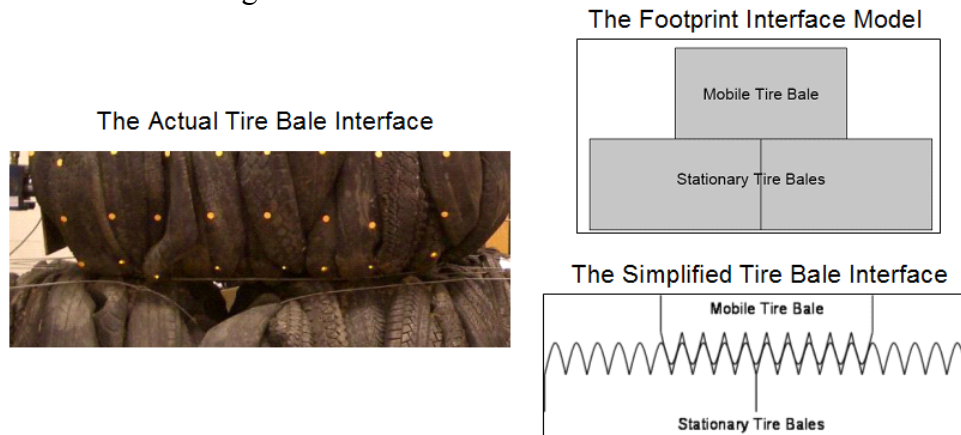 The Footprint Interface Model
Mobile Tire Bale
Stationary Tire Bales
The Actual Tire Bale Interface
The Simplified Tire Bale Interface
Mobile Tire Bale
Stationary Tire Bales